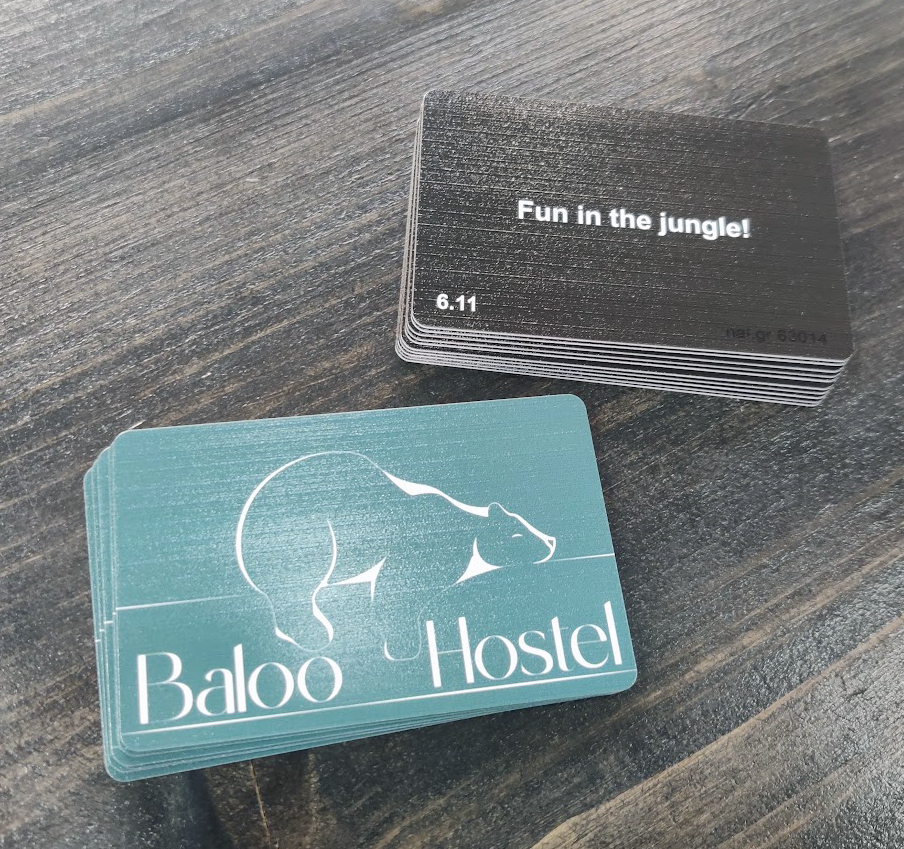 Fun in the jungle!
6.11
Baloo Hostel